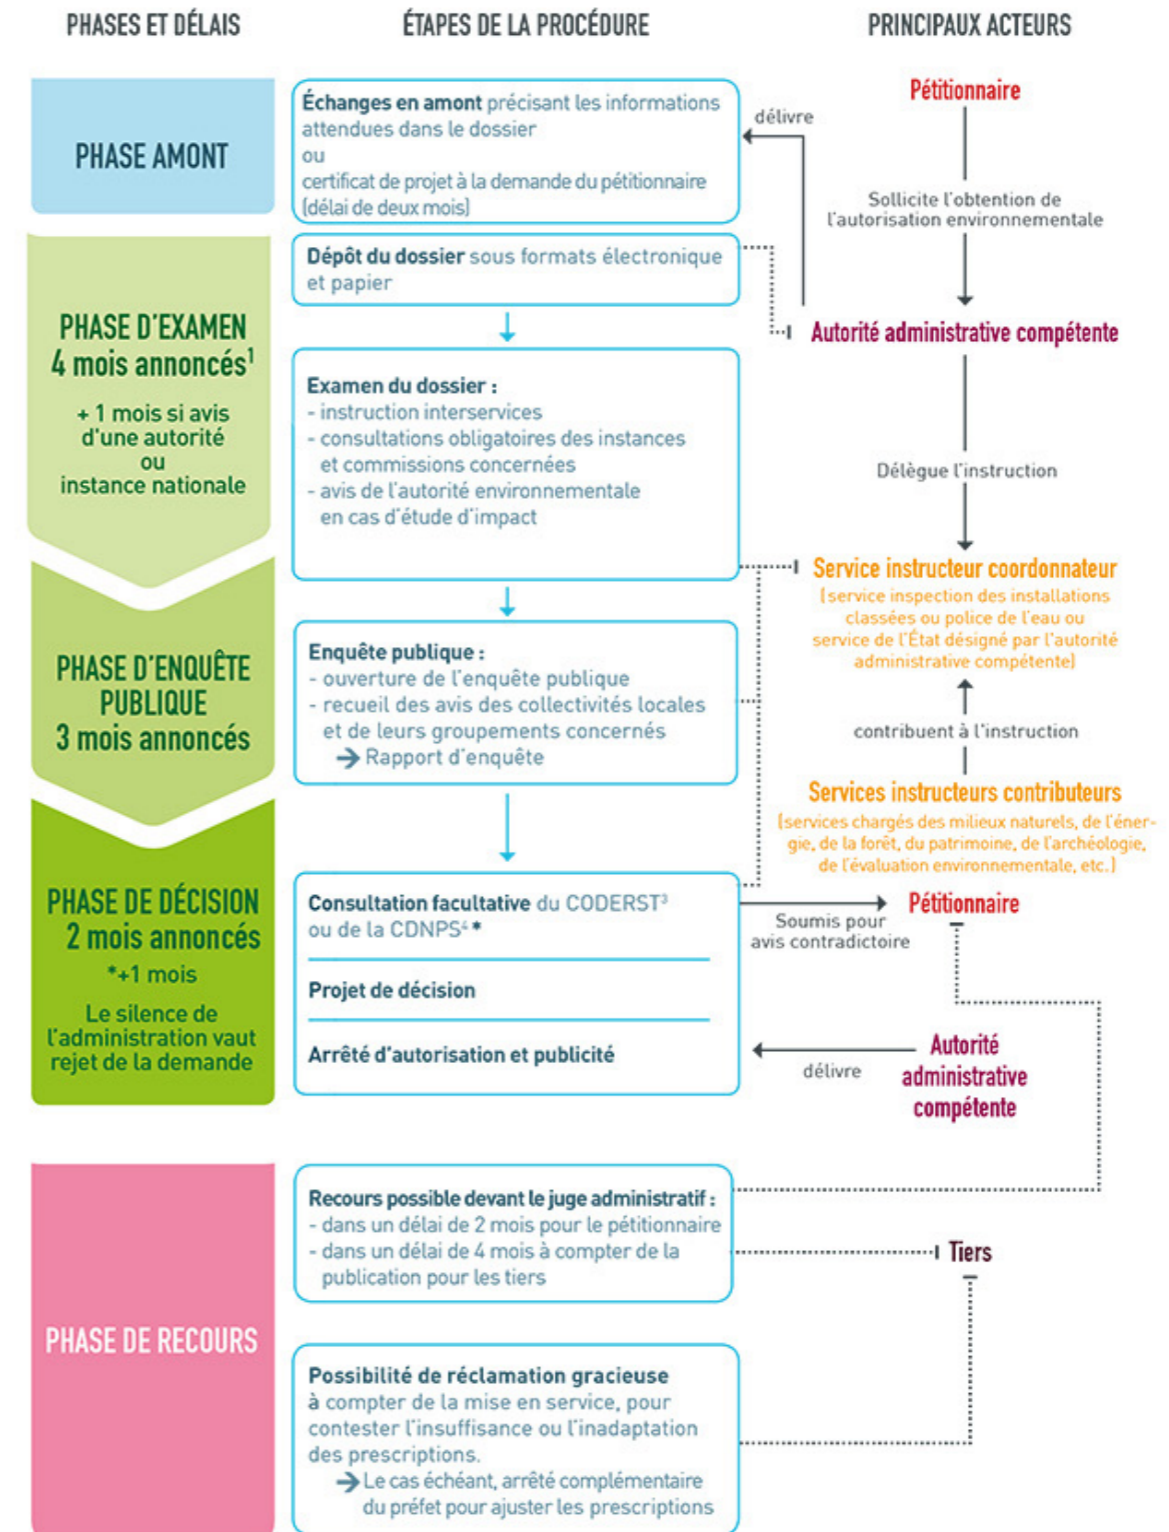 PHASES ET DÉLAIS
ÉTAPES DE LA PROCÉDURE
PRINCIPAUX ACTEURS
PHASE AMONT
Échanges en amont précisant les informations
attendues dans le dossier
ou
certificat de projet à la demande du pétitionnaire
(délai de deux mois)
délivre
Pétitionnaire
Sollicite l'obtention de
l'autorisation environnementale
PHASE D'EXAMEN
4 mois annoncés¹
+ 1 mois si avis
d'une autorité
ou
instance nationale
Dépôt du dossier sous formats électronique
et papier
Autorité administrative compétente
Examen du dossier :
- instruction interservices
- consultations obligatoires des instances
et commissions concernées
- avis de l'autorité environnementale
en cas d'étude d'impact
Délègue l'instruction
Service instructeur coordonnateur
(service inspection des installations
classées ou police de l'eau ou
service de l'État désigné par l'autorité
administrative compétente)
PHASE D'ENQUÊTE
PUBLIQUE
3 mois annoncés
Enquête publique :
- ouverture de l'enquête publique
- recueil des avis des collectivités locales
et de leurs groupements concernés
→ Rapport d'enquête
contribuent à l'instruction
Services instructeurs contributeurs
(services chargés des milieux naturels, de l'éner-
gie, de la forêt, du patrimoine, de l'archéologie,
de l'évaluation environnementale, etc.)
PHASE DE DÉCISION
2 mois annoncés
*+1 mois
Le silence de
l'administration vaut
rejet de la demande
Consultation facultative du CODERST³
ou de la CDNPS⁴ *
Projet de décision
Arrêté d'autorisation et publicité
Soumis pour
avis contradictoire
Pétitionnaire
délivre
Autorité
administrative
compétente
PHASE DE RECOURS
Recours possible devant le juge administratif :
- dans un délai de 2 mois pour le pétitionnaire
- dans un délai de 4 mois à compter de la
publication pour les tiers
Tiers
Possibilité de réclamation gracieuse
à compter de la mise en service, pour
contester l'insuffisance ou l'inadaptation
des prescriptions.
→ Le cas échéant, arrêté complémentaire
du préfet pour ajuster les prescriptions